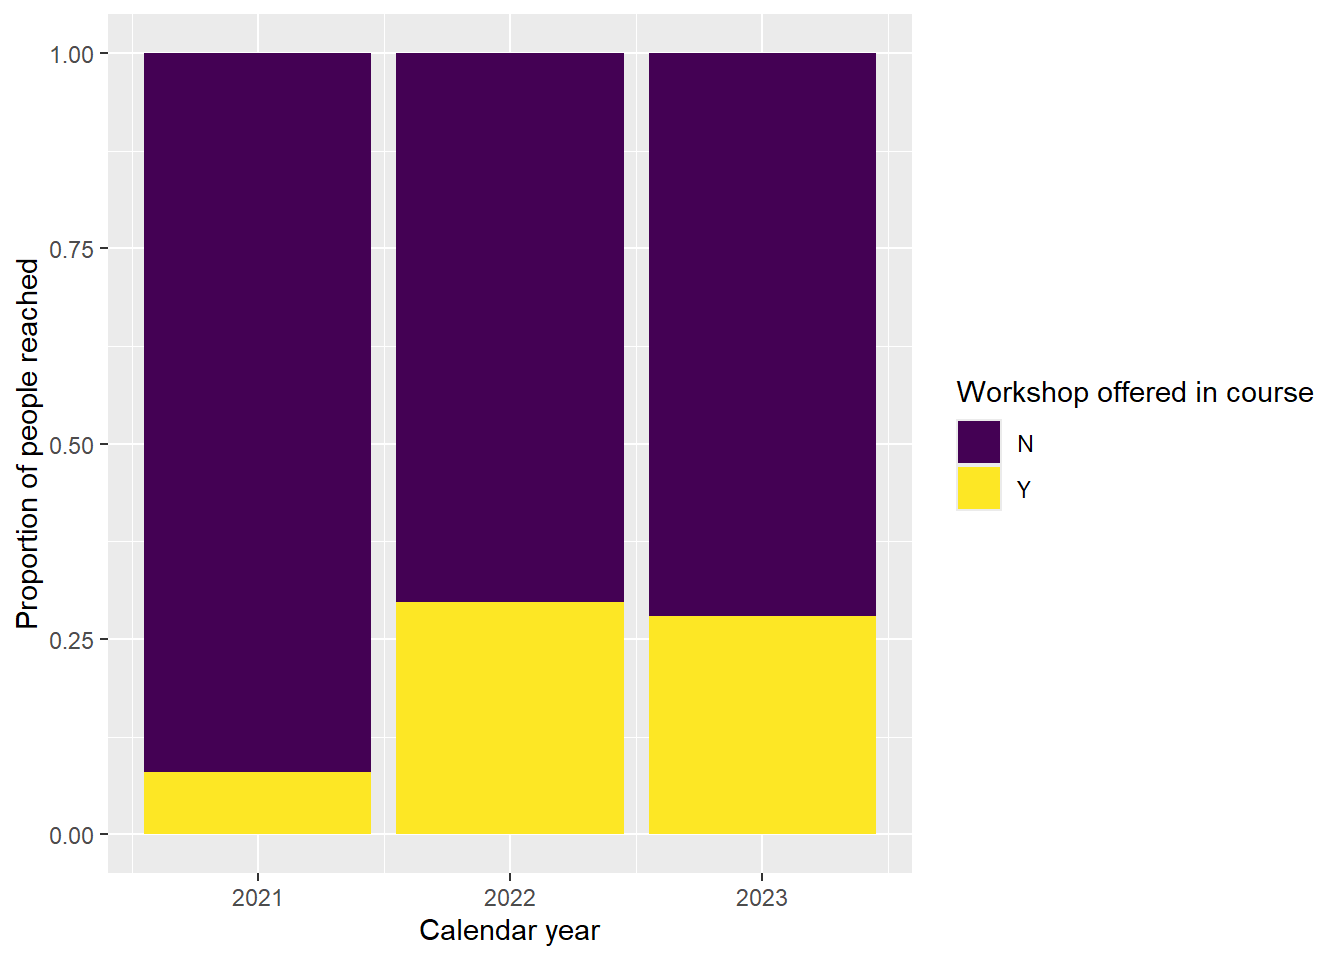 Proportion of people reached
1.00
0.75
0.50
0.25
0.00
2021
2022
2023
Calendar year
Workshop offered in course
N
Y